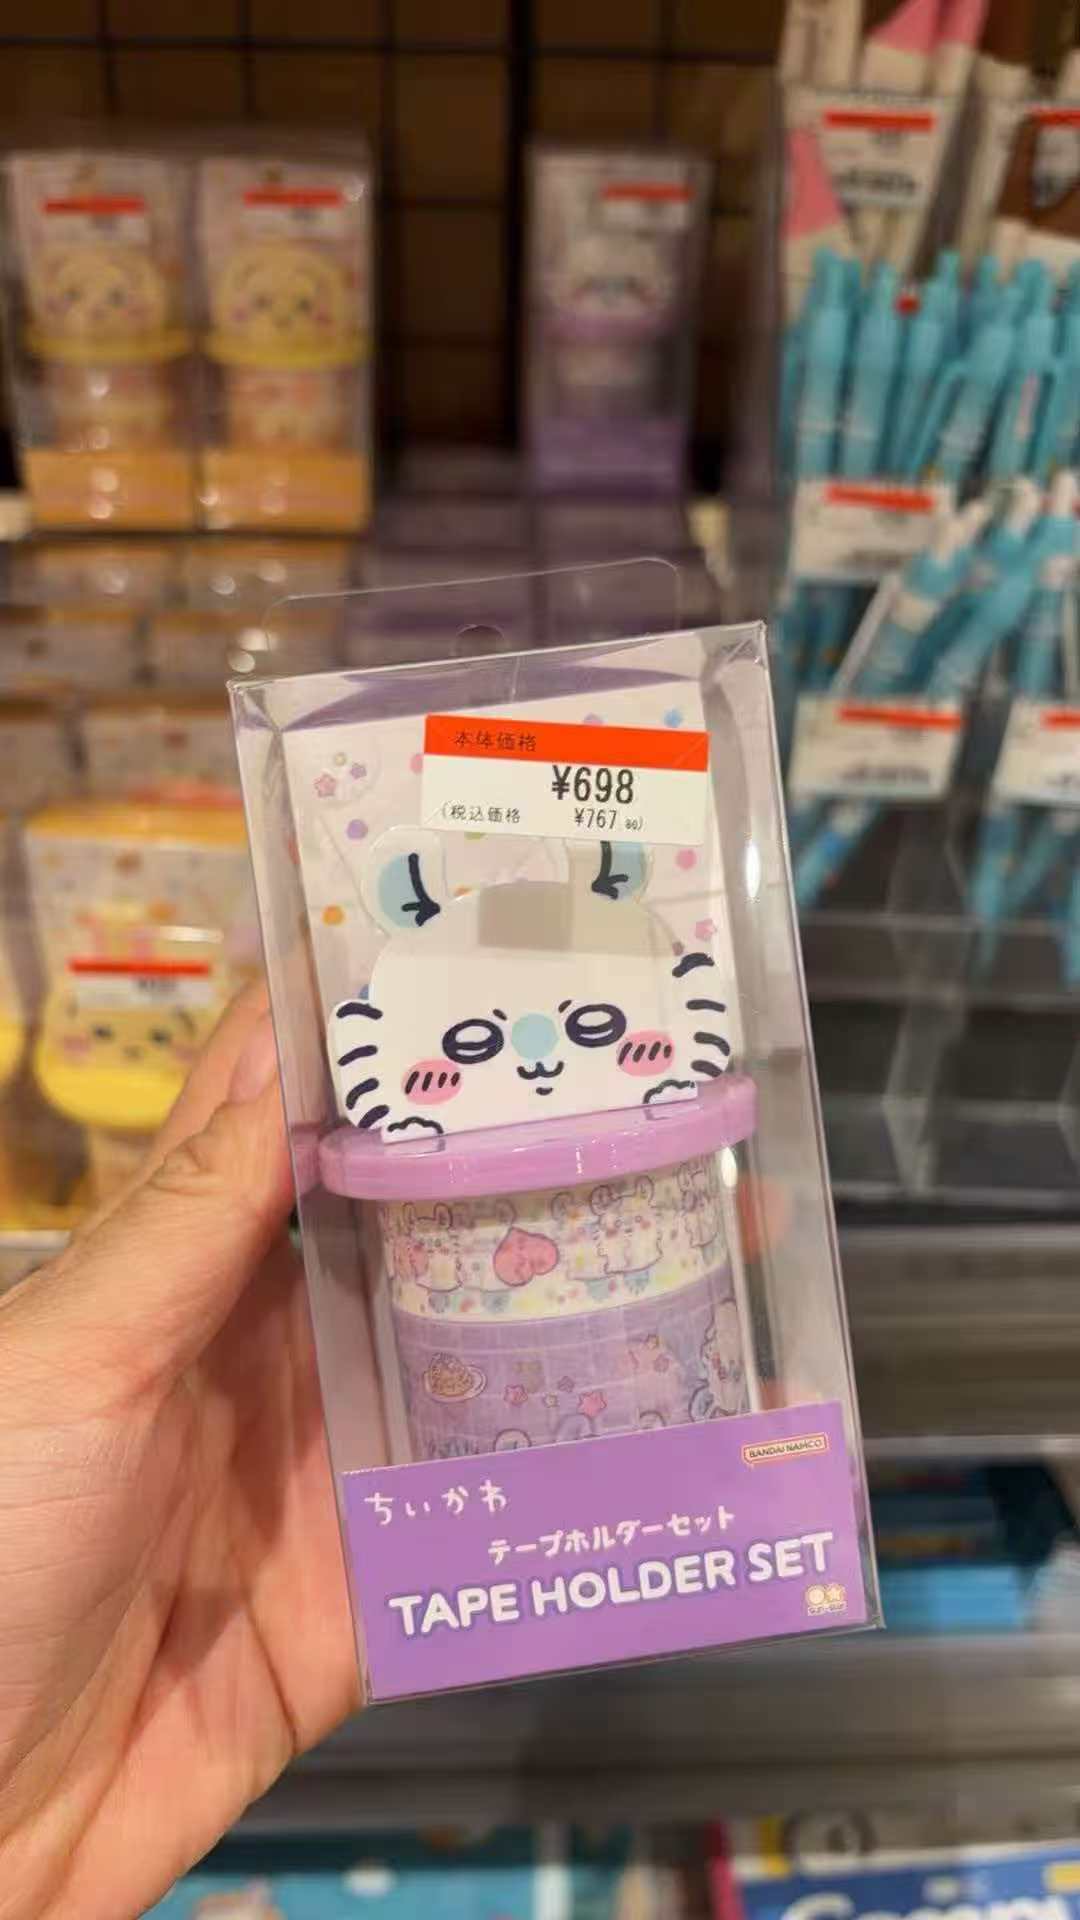 本体価格
¥698
(税込価格 ¥767.80)
BANDAI NAMCO
ちいかわ
テープホルダーセット
TAPE HOLDER SET